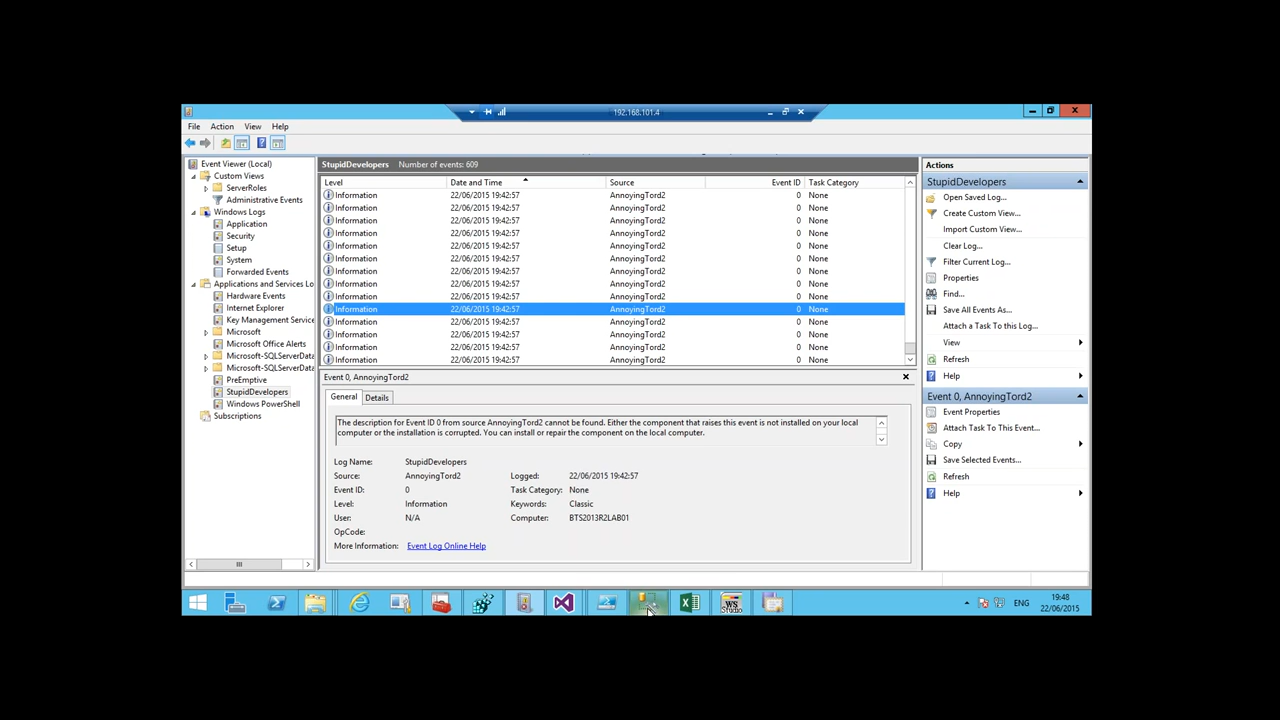 192.168.101.4
File Action View Help
Event Viewer (Local)
Custom Views
ServerRoles
Administrative Events
Windows Logs
Application
Security
Setup
System
Forwarded Events
Applications and Services Lo
Hardware Events
Internet Explorer
Key Management Service
Microsoft
Microsoft Office Alerts
Microsoft-SQLServerData
Microsoft-SQLServerData
PreEmptive
StupidDevelopers
Windows PowerShell
Subscriptions
StupidDevelopers Number of events: 609
Level Date and Time Source Event ID Task Category
Information 22/06/2015 19:42:57 AnnoyingTord2 0 None
Information 22/06/2015 19:42:57 AnnoyingTord2 0 None
Information 22/06/2015 19:42:57 AnnoyingTord2 0 None
Information 22/06/2015 19:42:57 AnnoyingTord2 0 None
Information 22/06/2015 19:42:57 AnnoyingTord2 0 None
Information 22/06/2015 19:42:57 AnnoyingTord2 0 None
Information 22/06/2015 19:42:57 AnnoyingTord2 0 None
Information 22/06/2015 19:42:57 AnnoyingTord2 0 None
Information 22/06/2015 19:42:57 AnnoyingTord2 0 None
Information 22/06/2015 19:42:57 AnnoyingTord2 0 None
Information 22/06/2015 19:42:57 AnnoyingTord2 0 None
Information 22/06/2015 19:42:57 AnnoyingTord2 0 None
Information 22/06/2015 19:42:57 AnnoyingTord2 0 None
Information 22/06/2015 19:42:57 AnnoyingTord2 0 None
Event 0, AnnoyingTord2
General Details
The description for Event ID 0 from source AnnoyingTord2 cannot be found. Either the component that raises this event is not installed on your local
computer or the installation is corrupted. You can install or repair the component on the local computer.
Log Name: StupidDevelopers
Source: AnnoyingTord2 Logged: 22/06/2015 19:42:57
Event ID: 0 Task Category: None
Level: Information Keywords: Classic
User: N/A Computer: BTS2013R2LAB01
OpCode:
More Information: Event Log Online Help
Actions
StupidDevelopers
Open Saved Log...
Create Custom View...
Import Custom View...
Clear Log...
Filter Current Log...
Properties
Find...
Save All Events As...
Attach a Task To this Log...
View
Refresh
Help
Event 0, AnnoyingTord2
Event Properties
Attach Task To This Event...
Copy
Save Selected Events...
Refresh
Help
WS
Studio
ENG
19:48
22/06/2015